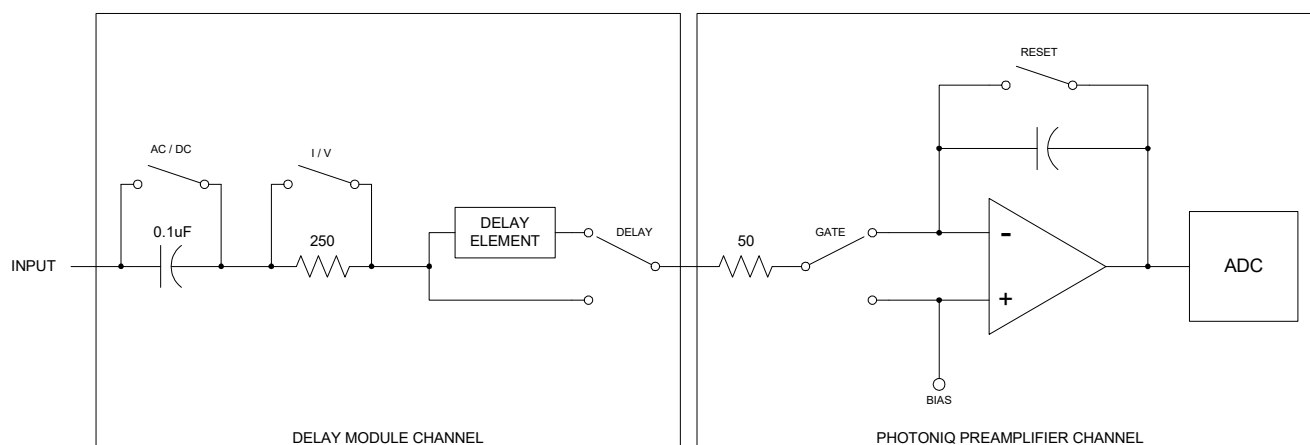 RESET
AC / DC
I / V
0.1uF
250
DELAY
ELEMENT
DELAY
50
GATE
-
+
INPUT
ADC
BIAS
DELAY MODULE CHANNEL
PHOTONIQ PREAMPLIFIER CHANNEL